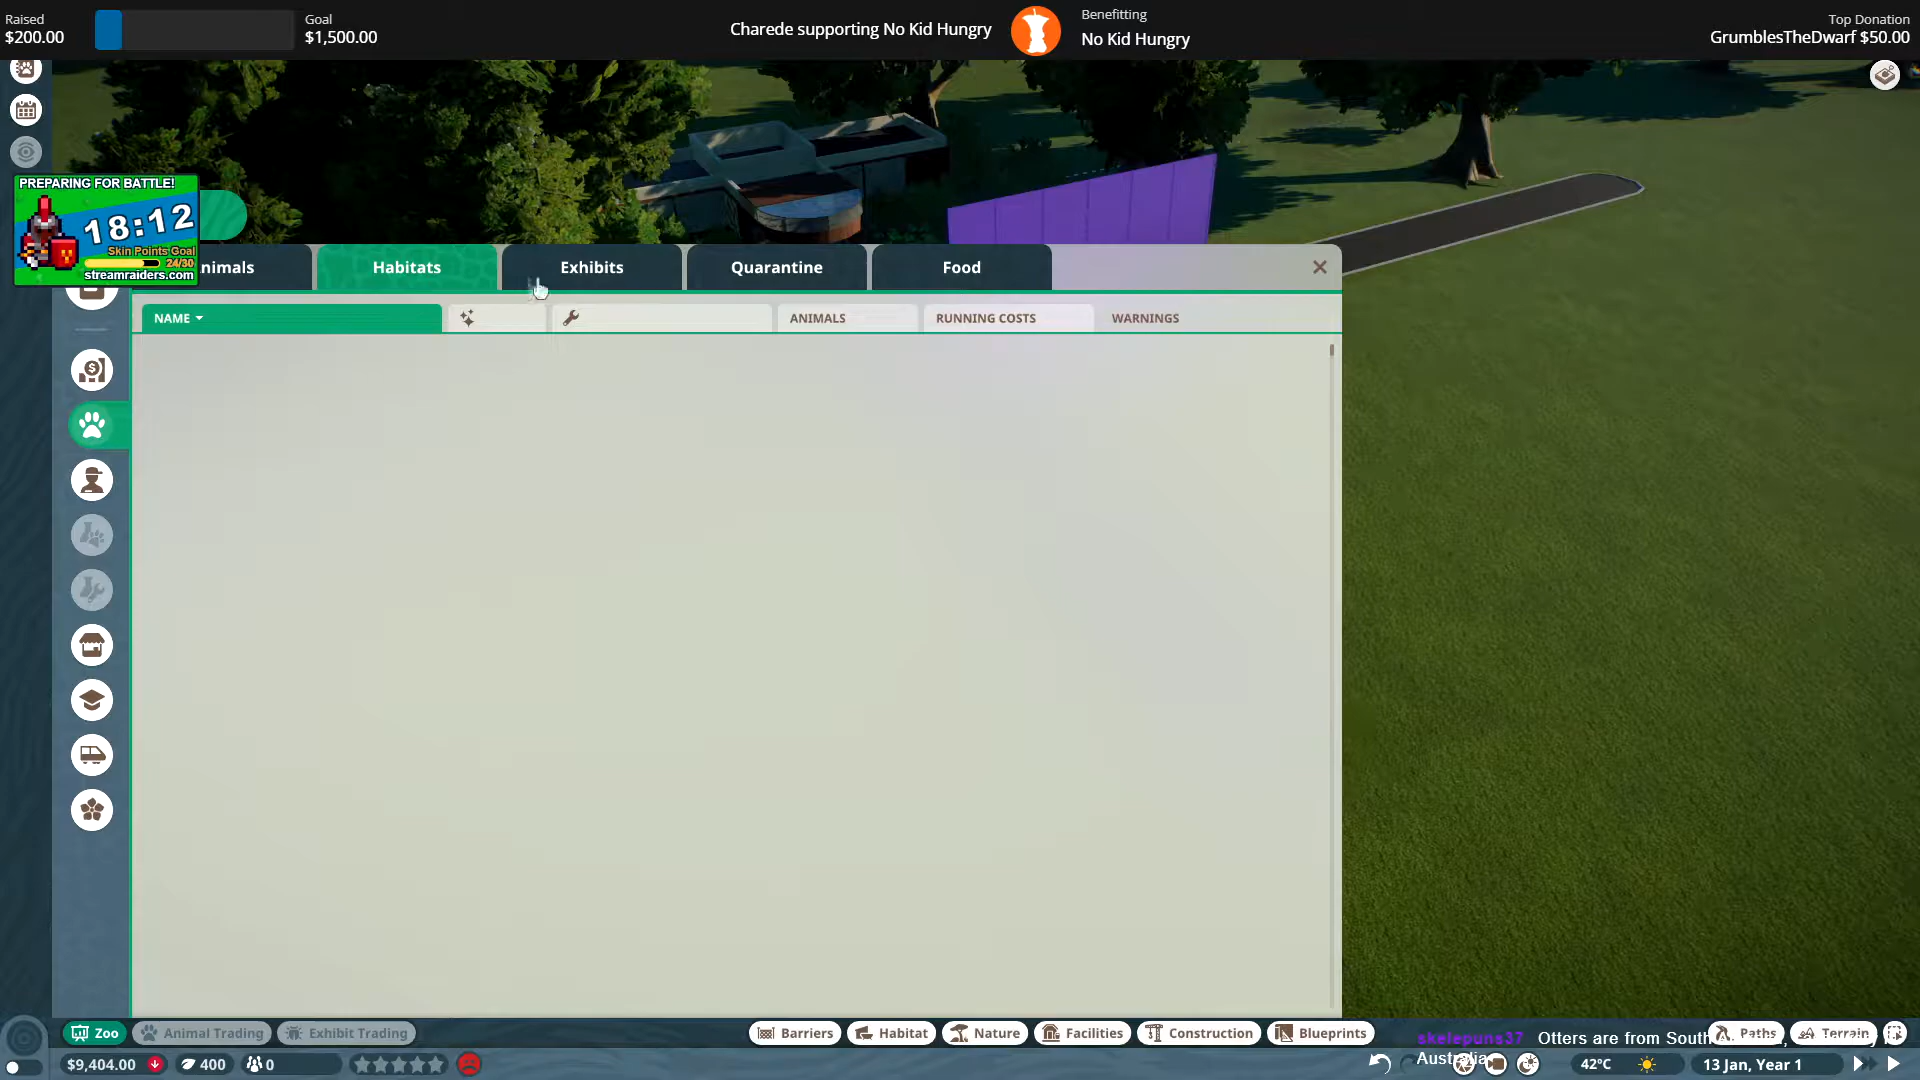 Raised
$200.00
Goal
$1,500.00
Charede supporting No Kid Hungry
Benefitting
No Kid Hungry
Top Donation
GrumblesTheDwarf $50.00
PREPARING FOR BATTLE!
18:12
Skin Points Goal
24/30
streamraiders.com
nimals
Habitats
Exhibits
Quarantine
Food
NAME
ANIMALS
RUNNING COSTS
WARNINGS
Zoo
Animal Trading
Exhibit Trading
Barriers
Habitat
Nature
Facilities
Construction
Blueprints
Paths
Terrain
skelepuns37 Otters are from South
Australia
$9,404.00
400
0
42°C
13 Jan, Year 1